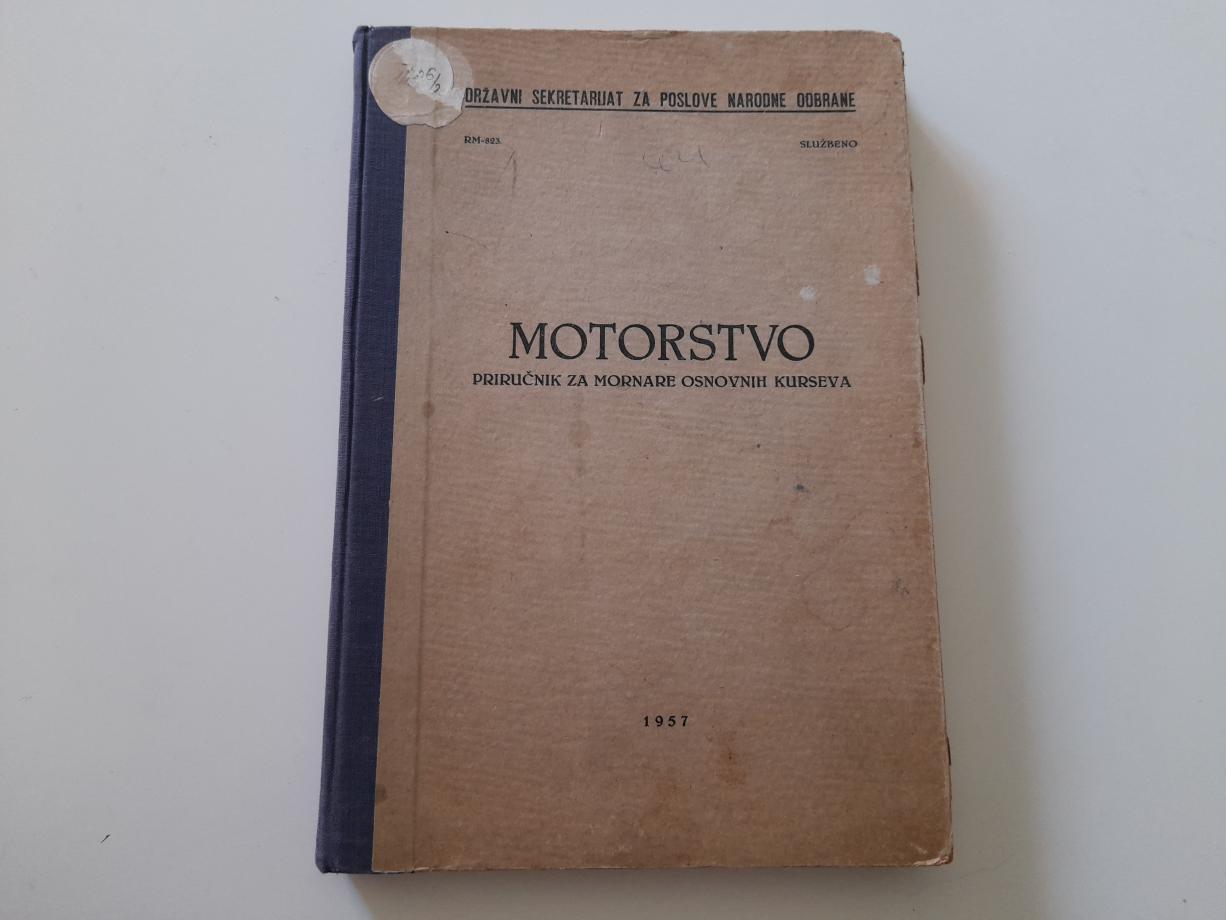 DRŽAVNI SEKRETARIJAT ZA POSLOVE NARODNE ODBRANE
RM-823. SLUŽBENO
MOTORSTVO
PRIRUČNIK ZA MORNARE OSNOVNIH KURSEVA
1957